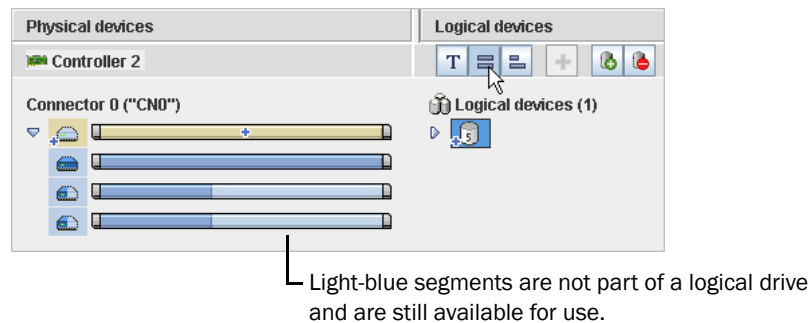 Physical devices
Logical devices
Controller 2
T
Connector 0 ("CN0")
Logical devices (1)
5
Light-blue segments are not part of a logical drive
and are still available for use.